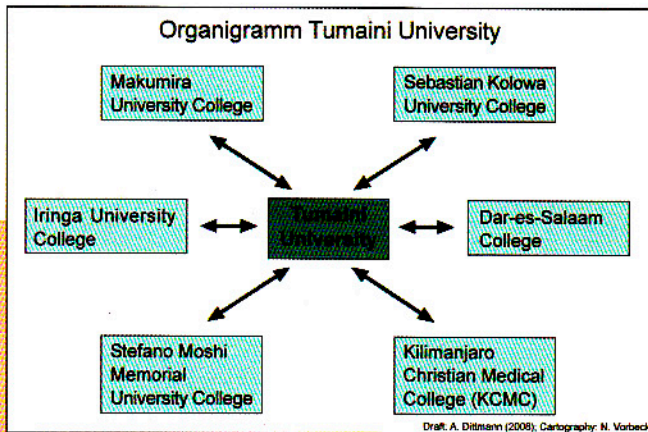 Organigramm Tumaini University
Makumira
University College
Sebastian Kolowa
University College
Iringa University
College
Tumaini
University
Dar-es-Salaam
College
Stefano Moshi
Memorial
University College
Kilimanjaro
Christian Medical
College (KCMC)
Draft: A. Dittmann (2008); Cartography: N. Vorbeck